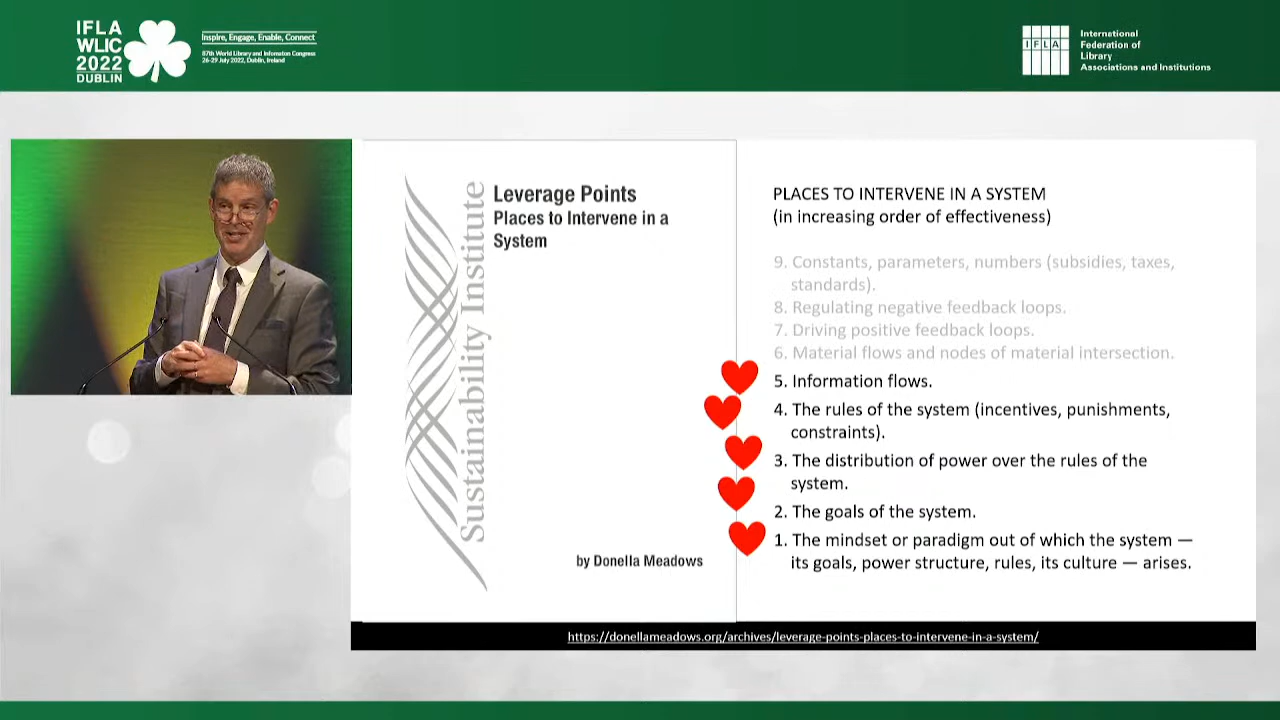 IFLA
WLIC
2022
DUBLIN
Inspire, Engage, Enable, Connect
87th World Library and Information Congress
26-29 July 2022, Dublin, Ireland
IFLA
International
Federation of
Library
Associations and Institutions
Sustainability Institute
Leverage Points
Places to Intervene in a
System
by Donella Meadows
PLACES TO INTERVENE IN A SYSTEM
(in increasing order of effectiveness)
9. Constants, parameters, numbers (subsidies, taxes,
standards).
8. Regulating negative feedback loops.
7. Driving positive feedback loops.
6. Material flows and nodes of material intersection.
5. Information flows.
4. The rules of the system (incentives, punishments,
constraints).
3. The distribution of power over the rules of the
system.
2. The goals of the system.
1. The mindset or paradigm out of which the system —
its goals, power structure, rules, its culture — arises.
https://donellameadows.org/archives/leverage-points-places-to-intervene-in-a-system/